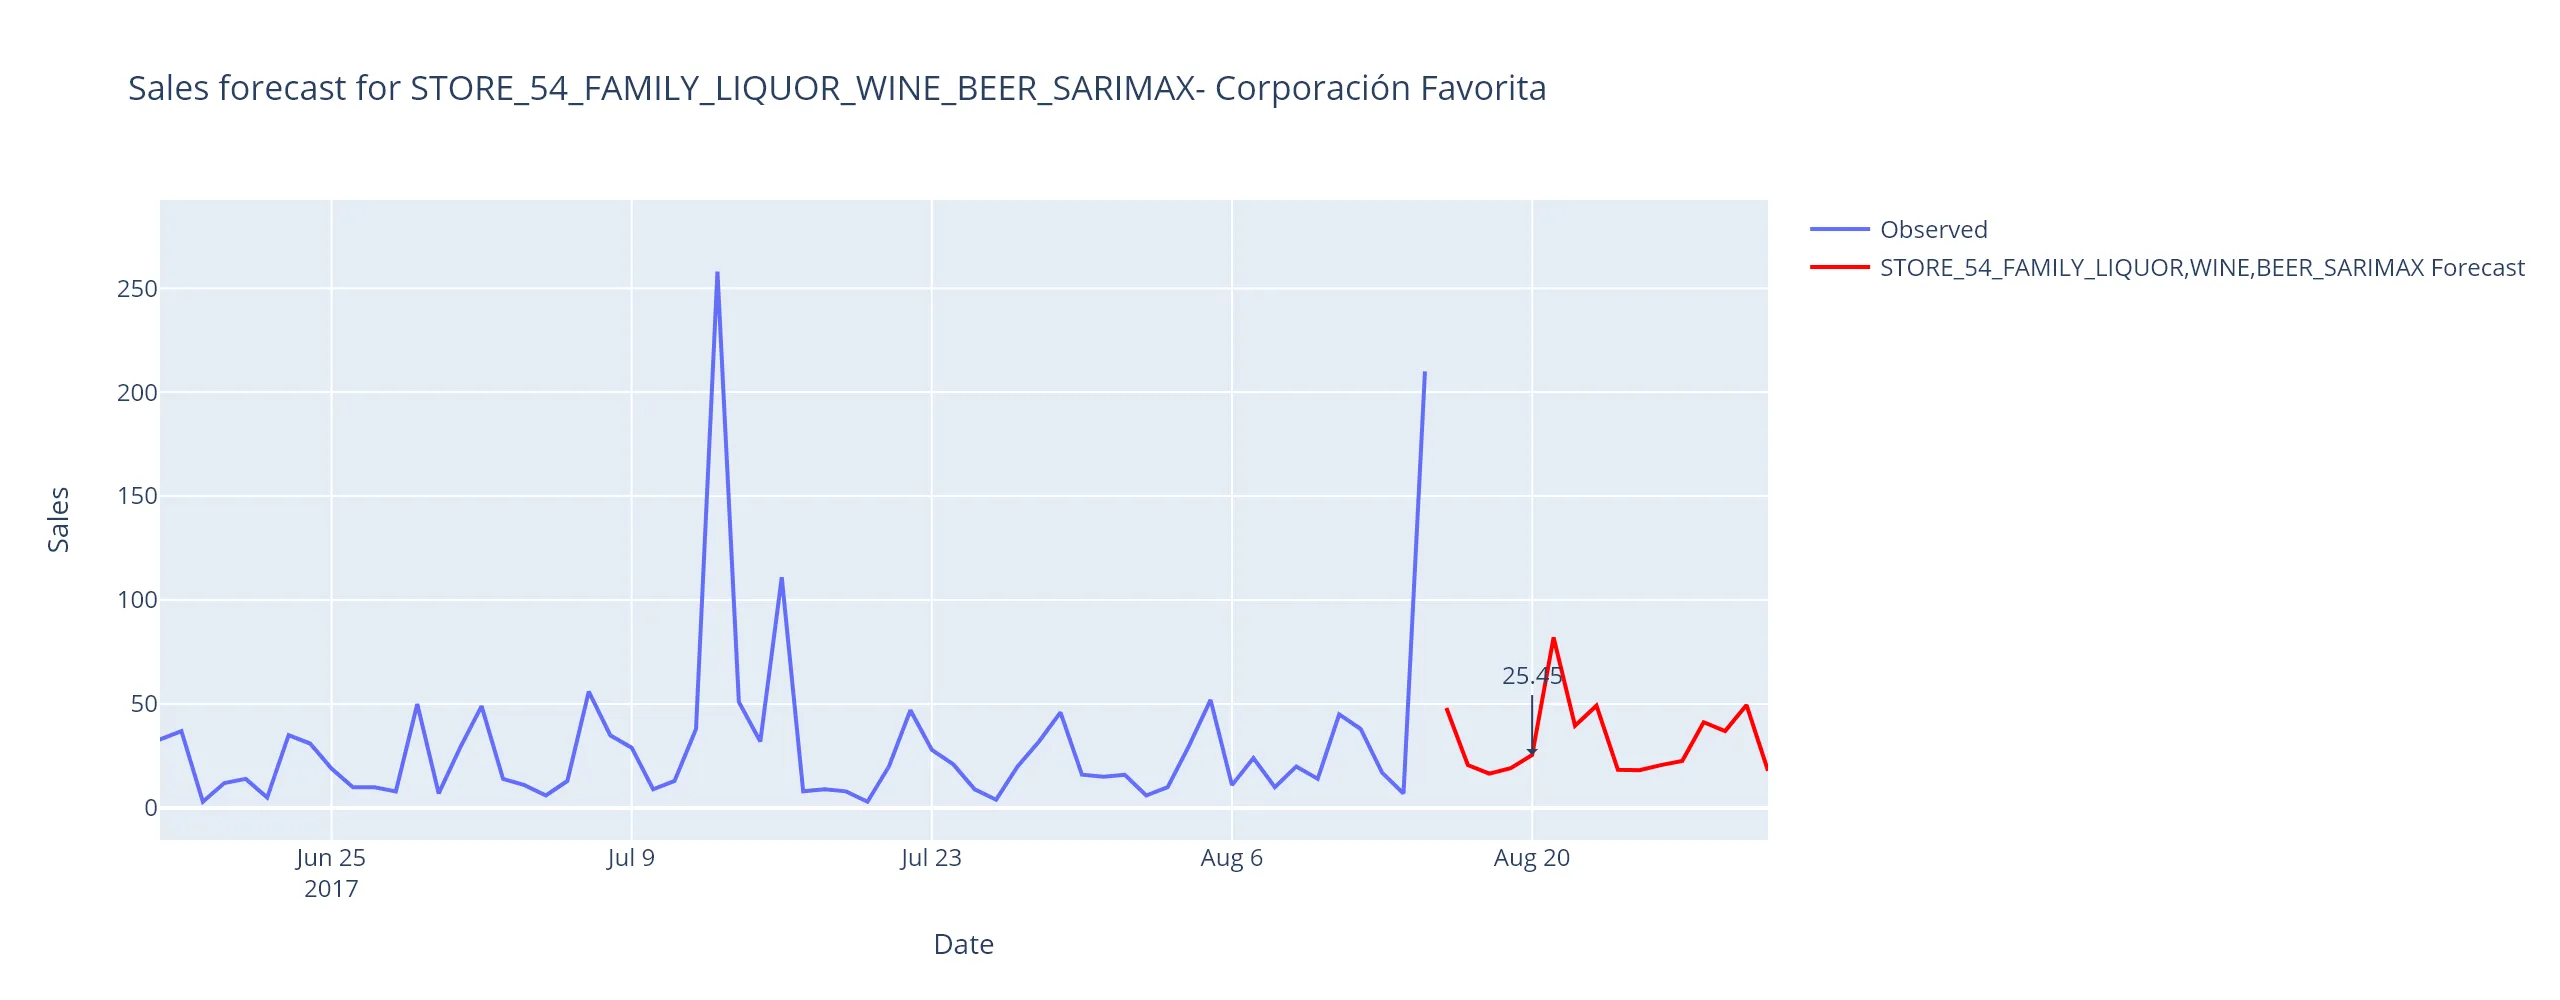 Sales forecast for STORE_54_FAMILY_LIQUOR_WINE_BEER_SARIMAX- Corporación Favorita
Observed
STORE_54_FAMILY_LIQUOR,WINE,BEER_SARIMAX Forecast
250
200
150
100
50
0
Sales
25.45
Jun 25
2017
Jul 9
Jul 23
Aug 6
Aug 20
Date